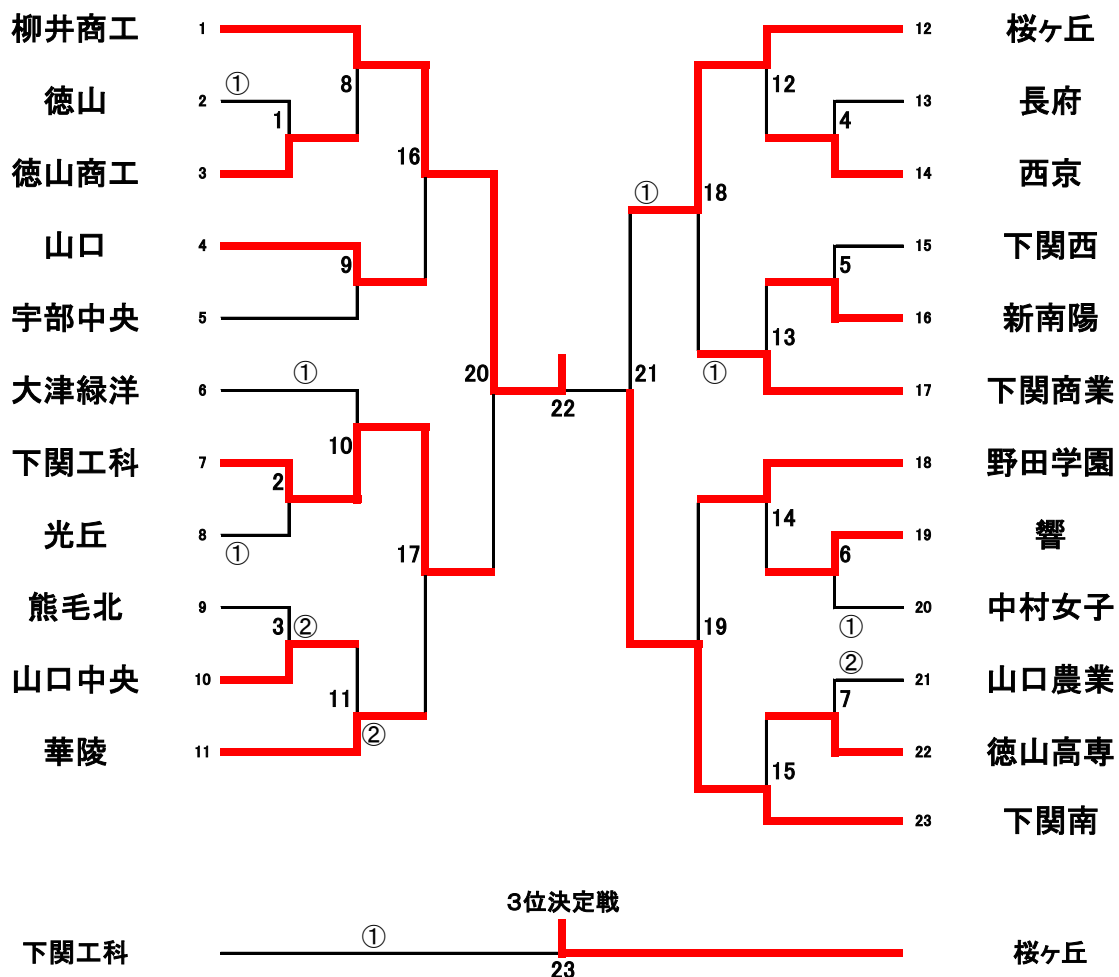 柳井商工 1 12 桜ヶ丘
8 12
① 徳山 2 13 長府
1 4
16
徳山商工 3 14 西京
① 18
山口 4 15 下関西
9 5
宇部中央 5 16 新南陽
13
大津緑洋 6 ① 20 22 21 ① 17 下関商業
10
下関工科 7 18 野田学園
2 14
光丘 8 ① 17 19 響
6
熊毛北 9 20 中村女子
3 ② 19 ①
山口中央 10 ② 21 山口農業
11 7
華陵 11 ② 22 徳山高専
15
23 下関南
3位決定戦
下関工科 ① 23 桜ヶ丘